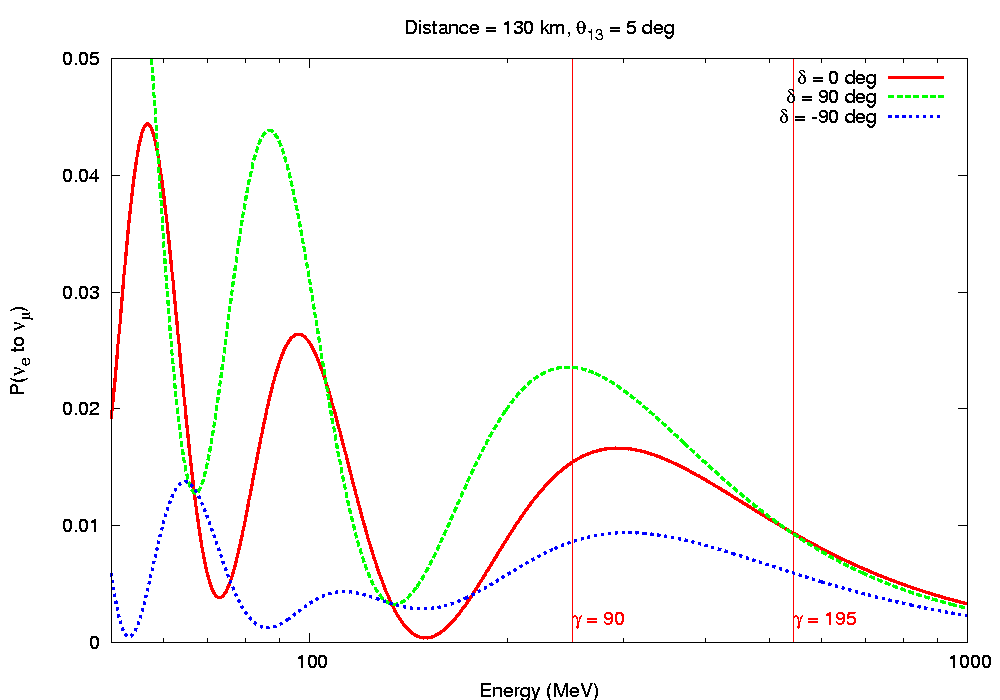 Distance = 130 km, θ13 = 5 deg
δ = 0 deg
δ = 90 deg
δ = -90 deg
0.05
0.04
0.03
0.02
0.01
0
P(νe to νμ)
γ = 90
γ = 195
100
1000
Energy (MeV)